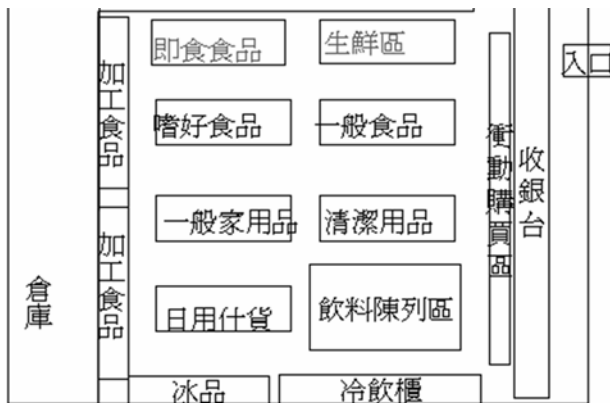 即食食品
生鮮區
入口
加工食品
嗜好食品
一般食品
衝動購買區
收銀台
一般家用品
清潔用品
加工食品
倉庫
日用什貨
飲料陳列區
冰品
冷飲櫃